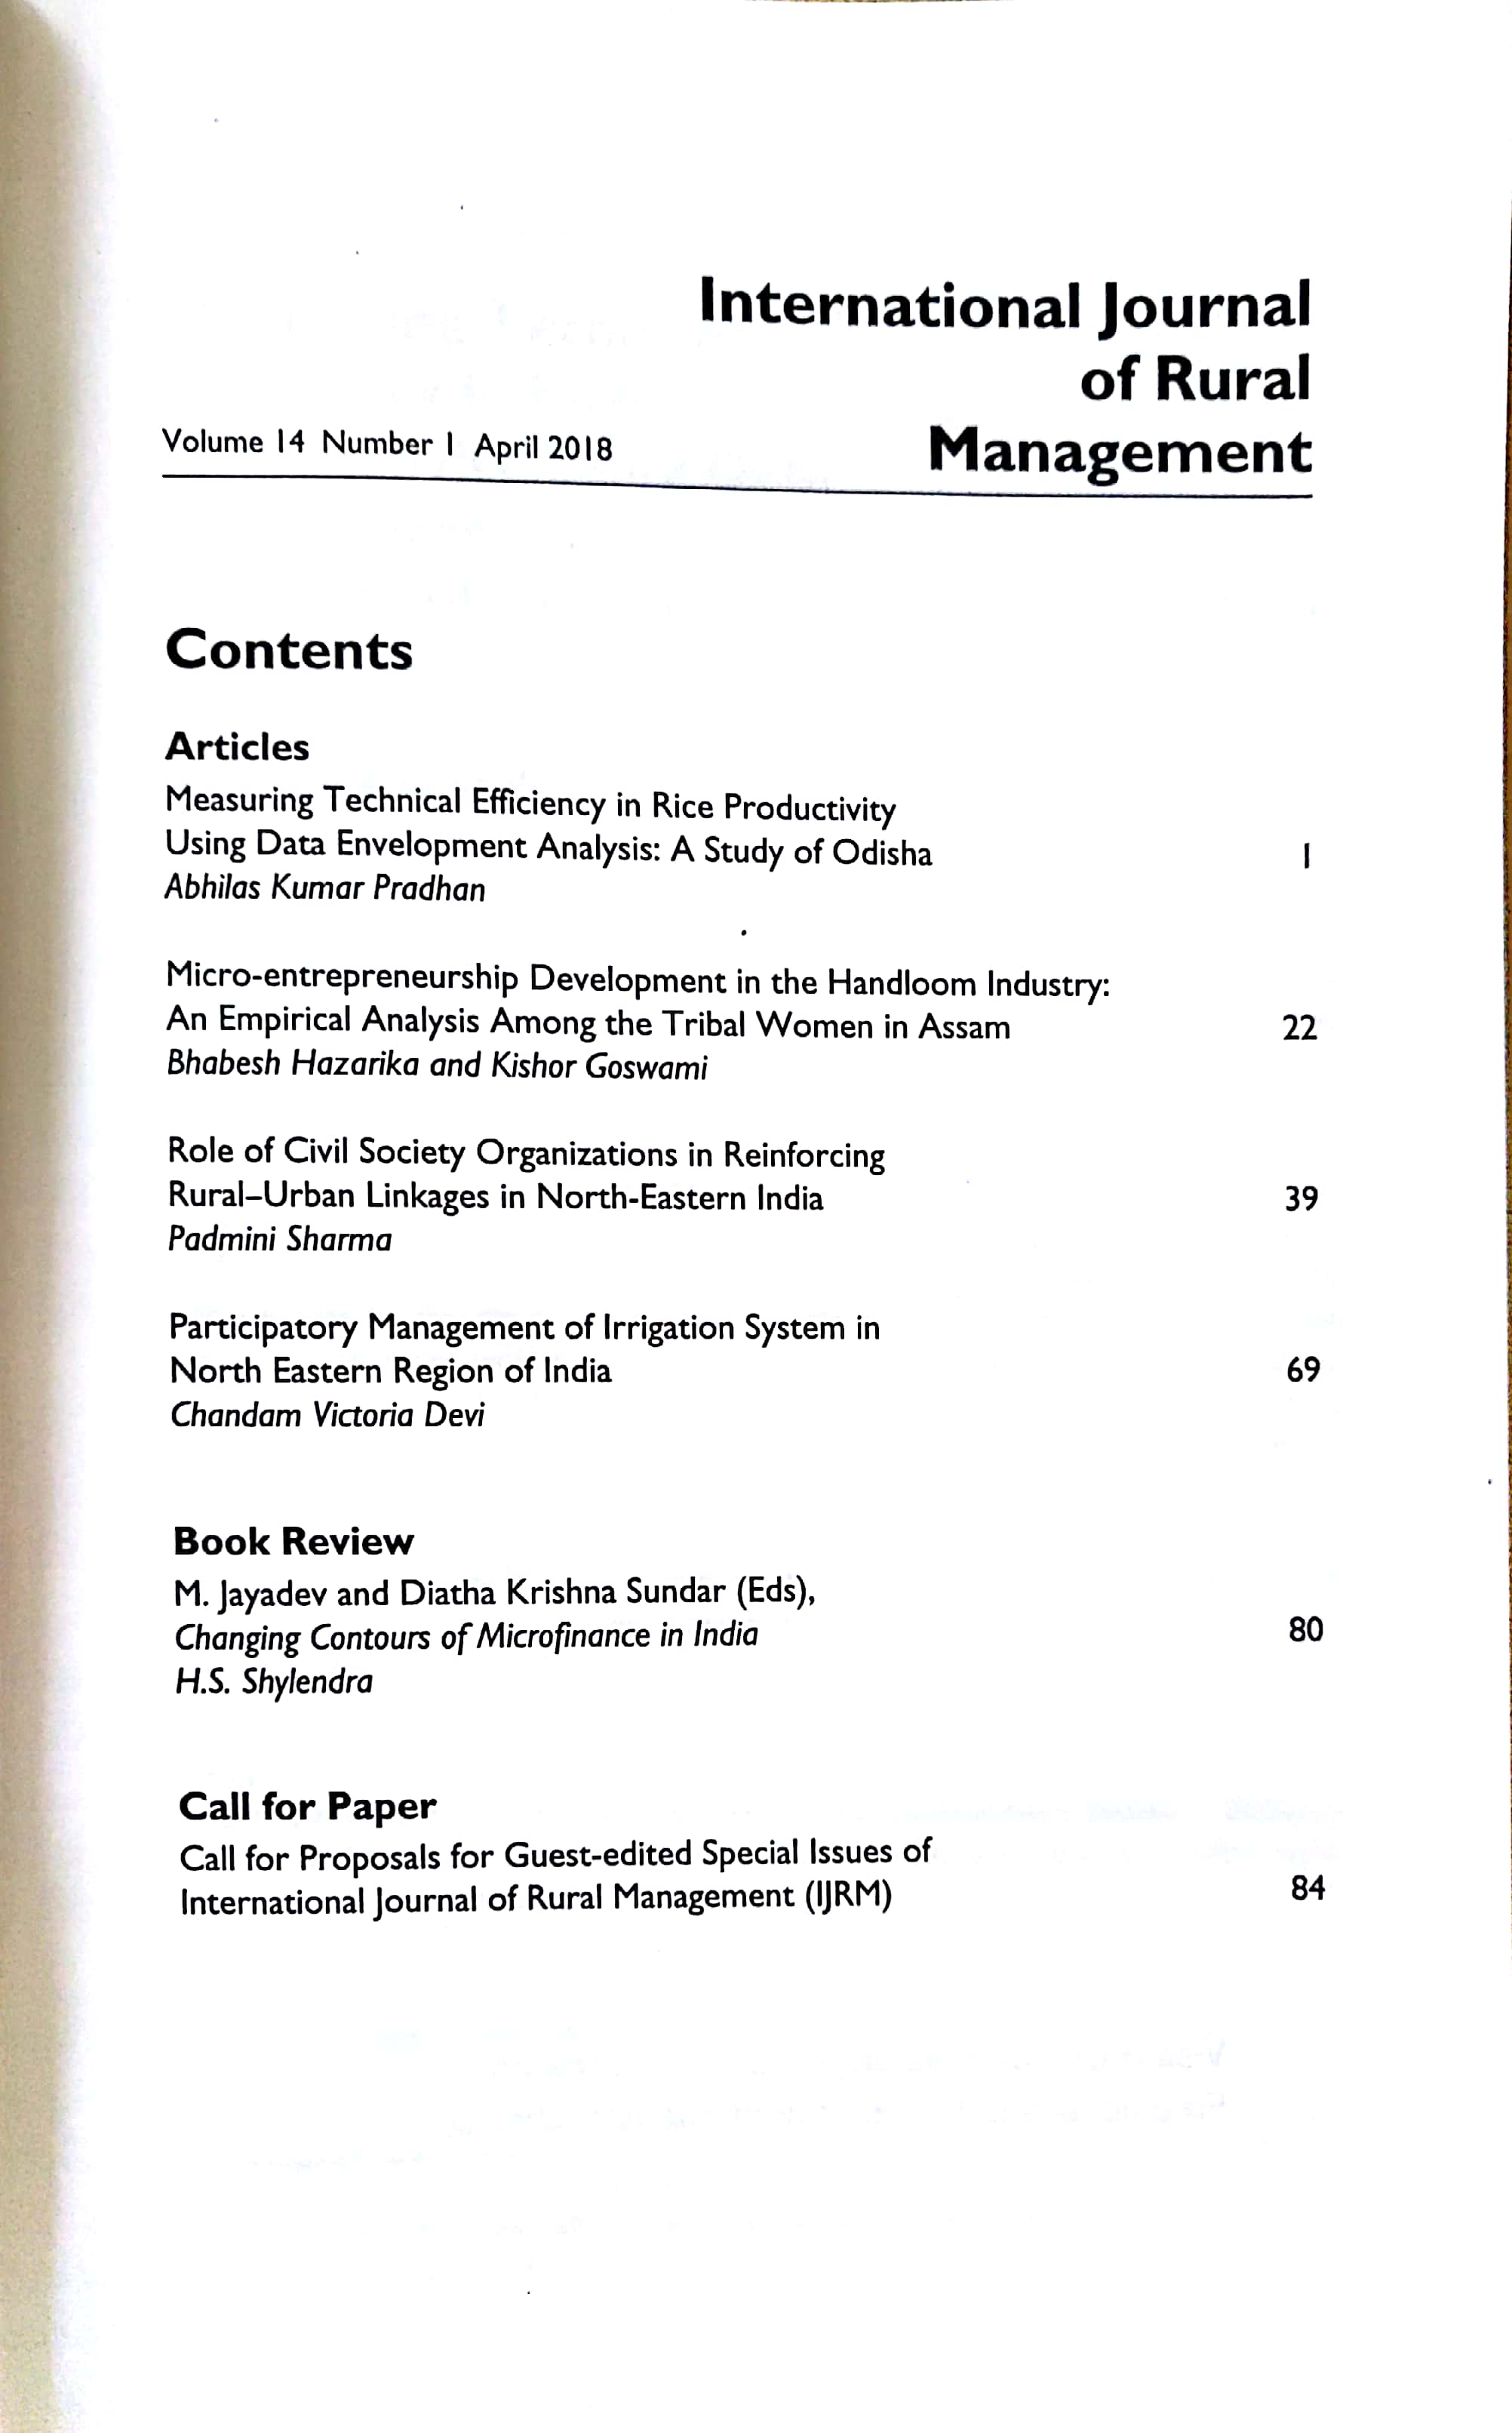 International Journal
of Rural
Management
Volume 14 Number 1 April 2018
Contents
Articles
Measuring Technical Efficiency in Rice Productivity
Using Data Envelopment Analysis: A Study of Odisha 1
Abhilas Kumar Pradhan
Micro-entrepreneurship Development in the Handloom Industry:
An Empirical Analysis Among the Tribal Women in Assam 22
Bhabesh Hazarika and Kishor Goswami
Role of Civil Society Organizations in Reinforcing
Rural–Urban Linkages in North-Eastern India 39
Padmini Sharma
Participatory Management of Irrigation System in
North Eastern Region of India 69
Chandam Victoria Devi
Book Review
M. Jayadev and Diatha Krishna Sundar (Eds),
Changing Contours of Microfinance in India 80
H.S. Shylendra
Call for Paper
Call for Proposals for Guest-edited Special Issues of
International Journal of Rural Management (IJRM) 84